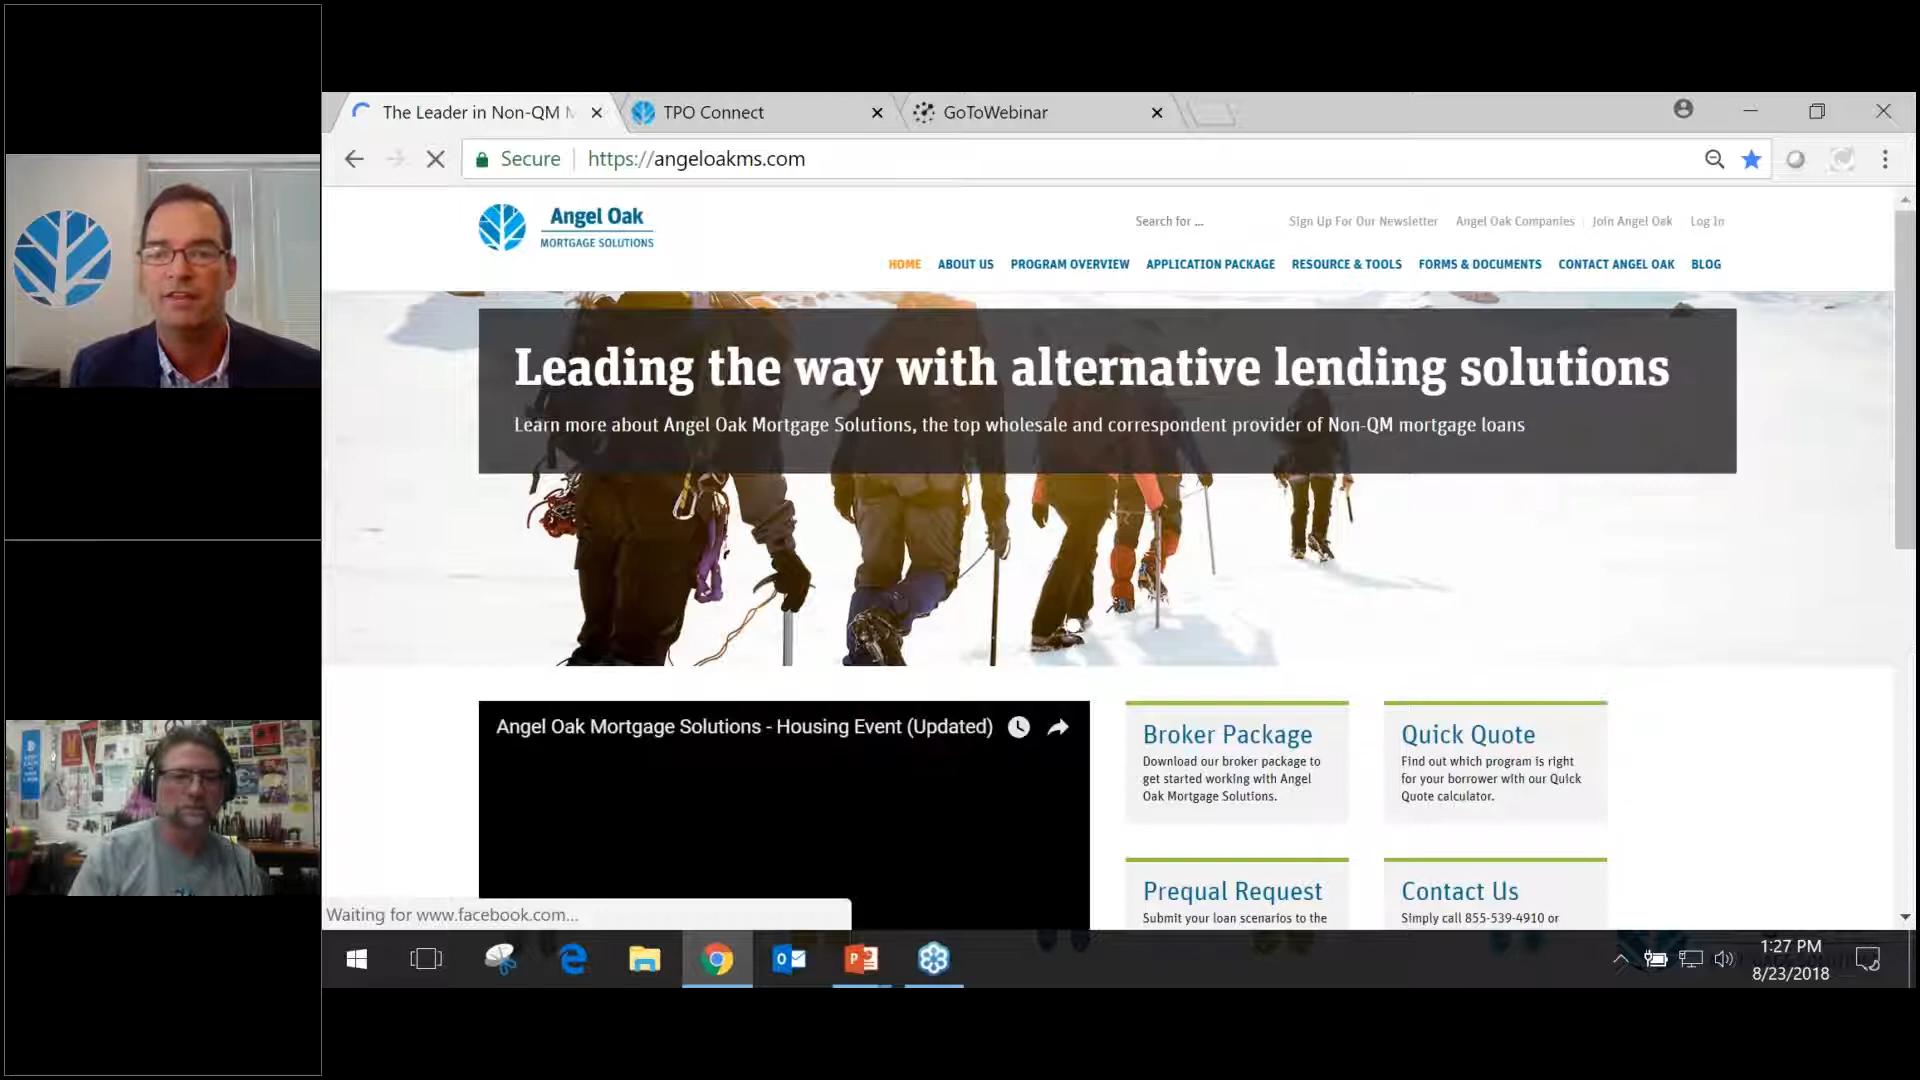 The Leader in Non-QM M
TPO Connect
GoToWebinar
Secure
https://angeloakms.com
Angel Oak
MORTGAGE SOLUTIONS
Search for ...
Sign Up For Our Newsletter
Angel Oak Companies
Join Angel Oak
Log In
HOME
ABOUT US
PROGRAM OVERVIEW
APPLICATION PACKAGE
RESOURCE & TOOLS
FORMS & DOCUMENTS
CONTACT ANGEL OAK
BLOG
Leading the way with alternative lending solutions
Learn more about Angel Oak Mortgage Solutions, the top wholesale and correspondent provider of Non-QM mortgage loans
Angel Oak Mortgage Solutions - Housing Event (Updated)
Broker Package
Download our broker package to
get started working with Angel
Oak Mortgage Solutions.
Quick Quote
Find out which program is right
for your borrower with our Quick
Quote calculator.
Prequal Request
Submit your loan scenarios to the
Contact Us
Simply call 855-539-4910 or
Waiting for www.facebook.com...
1:27 PM
8/23/2018